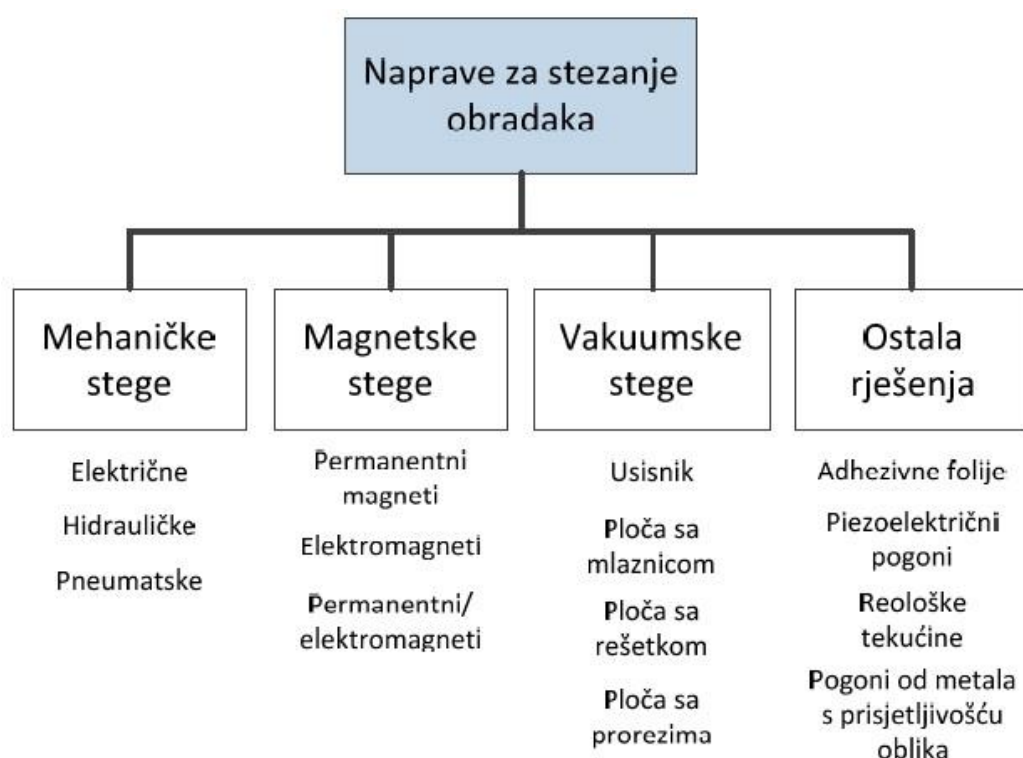 Naprave za stezanje
obradaka
Mehaničke
stege
Magnetske
stege
Vakuumske
stege
Ostala
rješenja
Električne
Hidrauličke
Pneumatske
Permanentni
magneti
Elektromagneti
Permanentni/
elektromagneti
Usisnik
Ploča sa
mlaznicom
Ploča sa
rešetkom
Ploča sa
prorezima
Adhezivne folije
Piezoelektrični
pogoni
Reološke
tekućine
Pogoni od metala
s prisjetljivošću
oblika